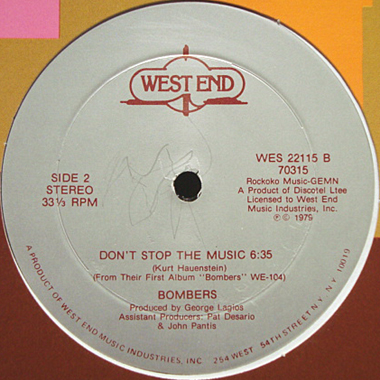 WEST END
SIDE 2
STEREO
33⅓ RPM
WES 22115 B
70315
Rockoko Music-GEMN
A Product of Discotel Ltee
Licensed to West End
Music Industries, Inc.
℗ © 1979
DON'T STOP THE MUSIC 6:35
(Kurt Hauenstein)
(From Their First Album "Bombers" WE-104)
BOMBERS
Produced by George Lagios
Assistant Producers: Pat Desario
& John Pantis
A PRODUCT OF WEST END MUSIC INDUSTRIES, INC. 254 WEST 54TH STREET N.Y. N.Y. 10019